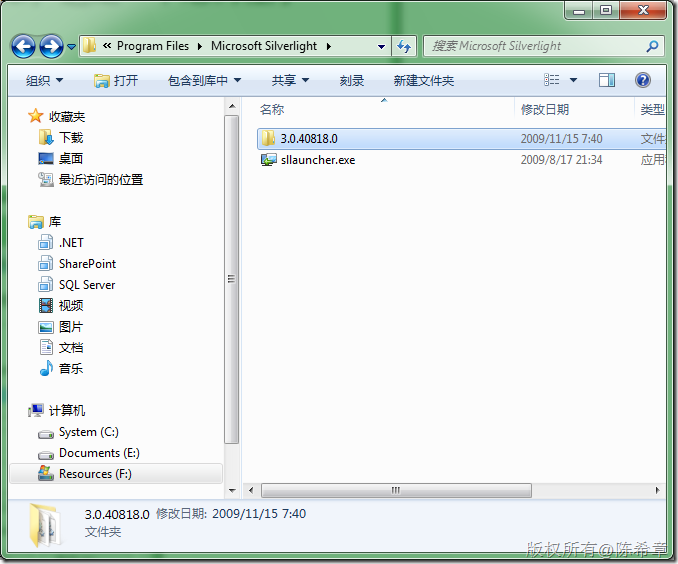 « Program Files ▸ Microsoft Silverlight ▸
搜索 Microsoft Silverlight
组织 打开 包含到库中 共享 刻录 新建文件夹
名称 修改日期 类型
3.0.40818.0 2009/11/15 7:40 文件
sllauncher.exe 2009/8/17 21:34 应用
收藏夹
下载
桌面
最近访问的位置
库
.NET
SharePoint
SQL Server
视频
图片
文档
音乐
计算机
System (C:)
Documents (E:)
Resources (F:)
3.0.40818.0 修改日期: 2009/11/15 7:40
文件夹
版权所有@陈希章